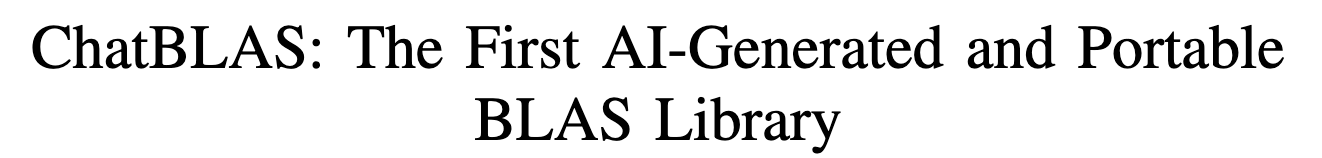 ChatBLAS: The First AI-Generated and Portable
BLAS Library